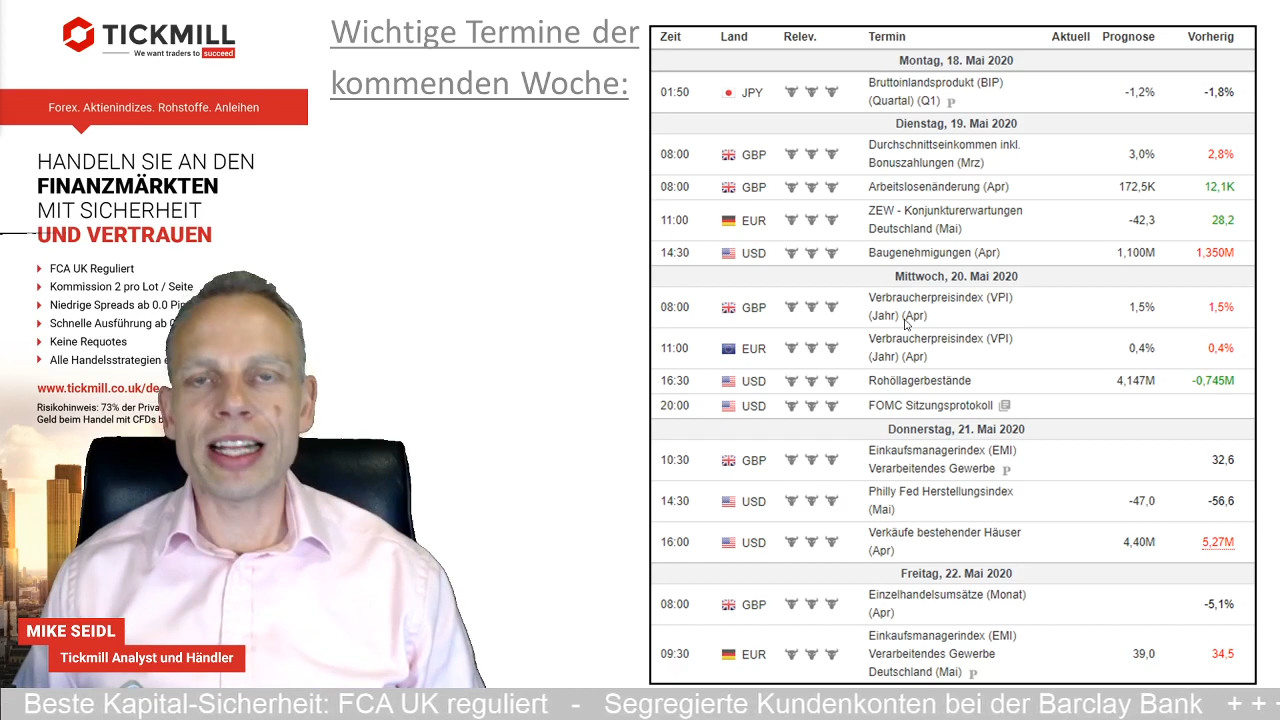 TICKMILL
We want traders to succeed
Forex. Aktienindizes. Rohstoffe. Anleihen
HANDELN SIE AN DEN
FINANZMÄRKTEN
MIT SICHERHEIT
UND VERTRAUEN
FCA UK Reguliert
Kommission 2 pro Lot / Seite
Niedrige Spreads ab 0.0
Schnelle Ausführung ab
Keine Requotes
Alle Handelsstrategien
www.tickmill.co.uk/de
Risikohinweis: 73% der
Geld beim Handel mit CFDs
MIKE SEIDL
Tickmill Analyst und Händler
Wichtige Termine der
kommenden Woche:
Zeit Land Relev. Termin Aktuell Prognose Vorherig
Montag, 18. Mai 2020
01:50 JPY Bruttoinlandsprodukt (BIP) -1,2% -1,8%
(Quartal) (Q1) P
Dienstag, 19. Mai 2020
08:00 GBP Durchschnittseinkommen inkl. 3,0% 2,8%
Bonuszahlungen (Mrz)
08:00 GBP Arbeitslosenänderung (Apr) 172,5K 12,1K
11:00 EUR ZEW - Konjunkturerwartungen -42,3 28,2
Deutschland (Mai)
14:30 USD Baugenehmigungen (Apr) 1,100M 1,350M
Mittwoch, 20. Mai 2020
08:00 GBP Verbraucherpreisindex (VPI) 1,5% 1,5%
(Jahr) (Apr)
11:00 EUR Verbraucherpreisindex (VPI) 0,4% 0,4%
(Jahr) (Apr)
16:30 USD Rohöllagerbestände 4,147M -0,745M
20:00 USD FOMC Sitzungsprotokoll
Donnerstag, 21. Mai 2020
10:30 GBP Einkaufsmanagerindex (EMI) 32,6
Verarbeitendes Gewerbe P
14:30 USD Philly Fed Herstellungsindex -47,0 -56,6
(Mai)
16:00 USD Verkäufe bestehender Häuser 4,40M 5,27M
(Apr)
Freitag, 22. Mai 2020
08:00 GBP Einzelhandelsumsätze (Monat) -5,1%
(Apr)
09:30 EUR Einkaufsmanagerindex (EMI) 39,0 34,5
Verarbeitendes Gewerbe
Deutschland (Mai) P
Beste Kapital-Sicherheit: FCA UK reguliert - Segregierte Kundenkonten bei der Barclay Bank + +